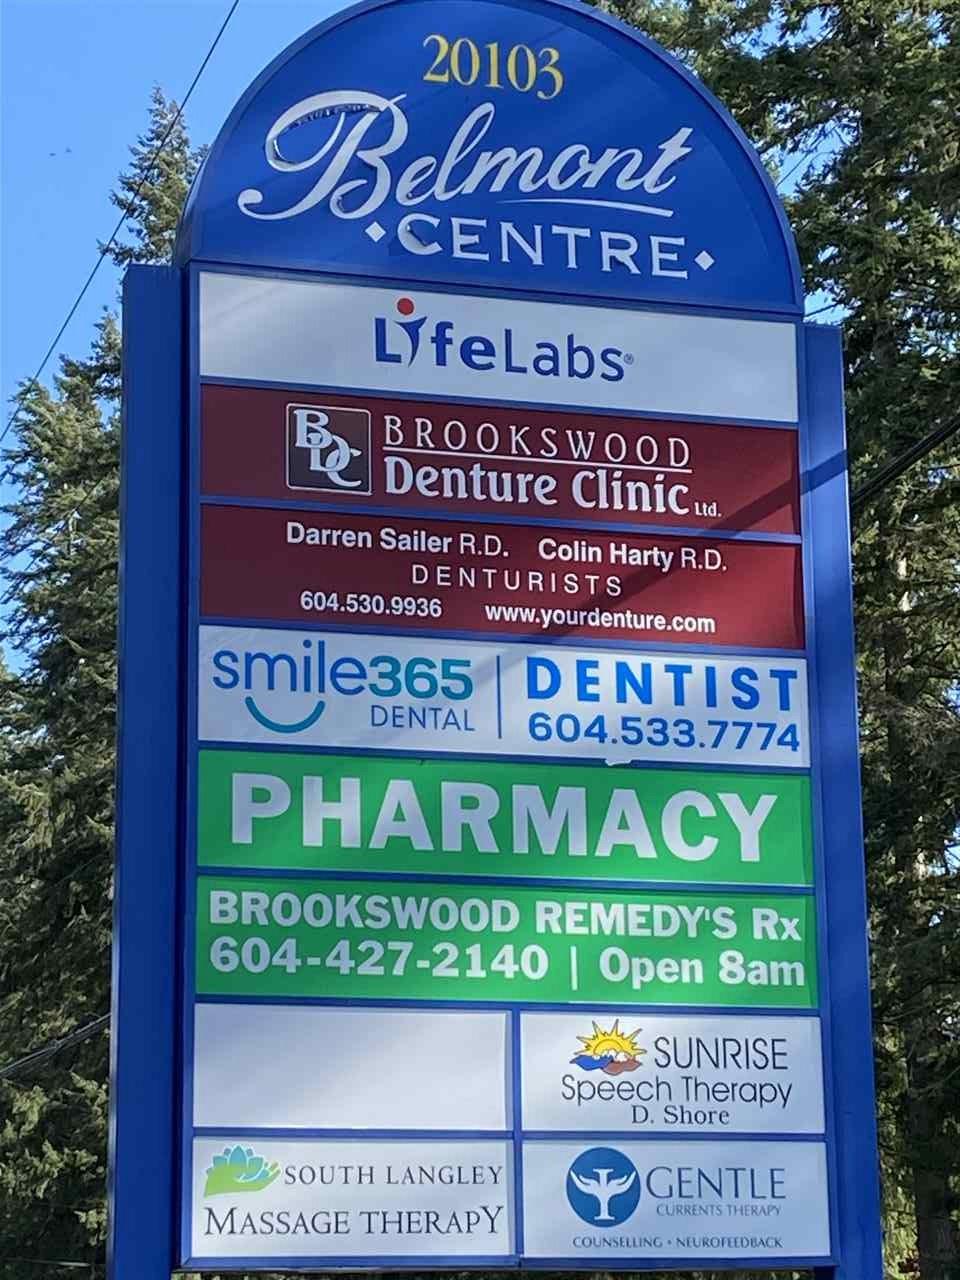 20103
Belmont
CENTRE
LifeLabs®
BDC
BROOKSWOOD
Denture Clinic Ltd.
Darren Sailer R.D. Colin Harty R.D.
DENTURISTS
604.530.9936 www.yourdenture.com
smile365
DENTAL
DENTIST
604.533.7774
PHARMACY
BROOKSWOOD REMEDY'S Rx
604-427-2140 | Open 8am
SUNRISE
Speech Therapy
D. Shore
SOUTH LANGLEY
MASSAGE THERAPY
GENTLE
CURRENTS THERAPY
COUNSELLING • NEUROFEEDBACK